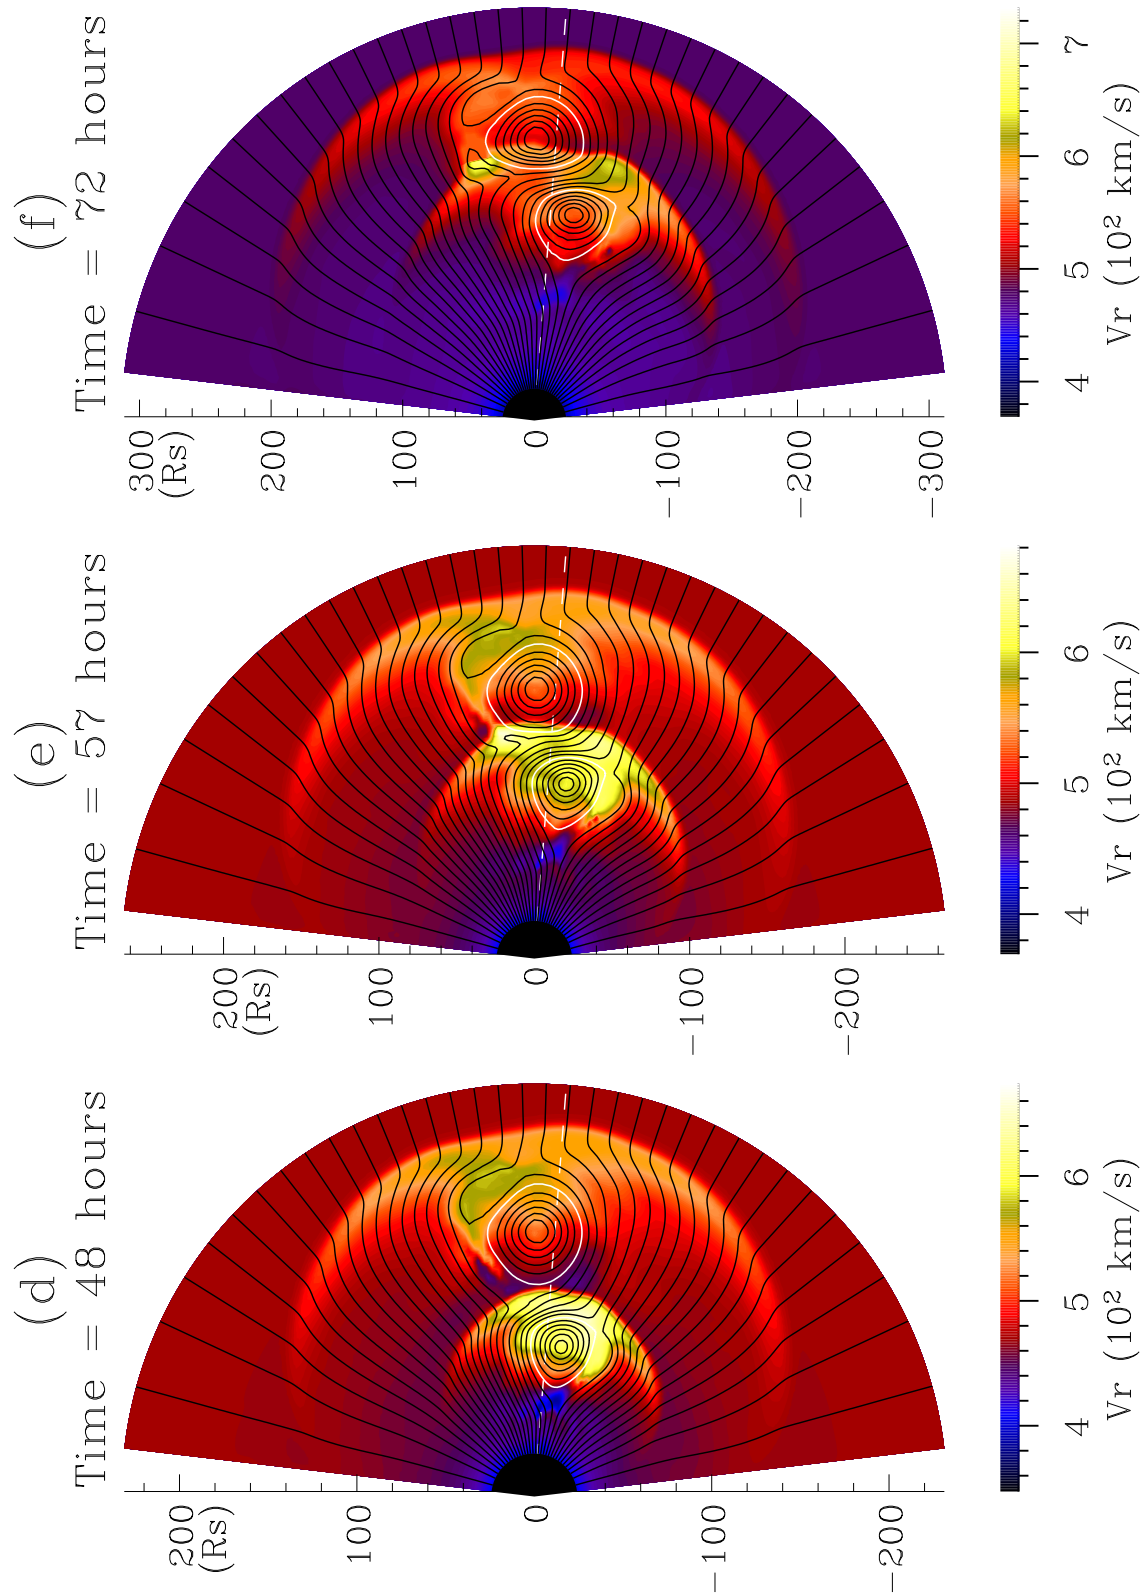 (d)
Time = 48 hours
200
(Rs)
100
0
−100
−200
4 5 6
Vr (10² km/s)
(e)
Time = 57 hours
200
(Rs)
100
0
−100
−200
4 5 6
Vr (10² km/s)
(f)
Time = 72 hours
300
(Rs)
200
100
0
−100
−200
−300
4 5 6 7
Vr (10² km/s)